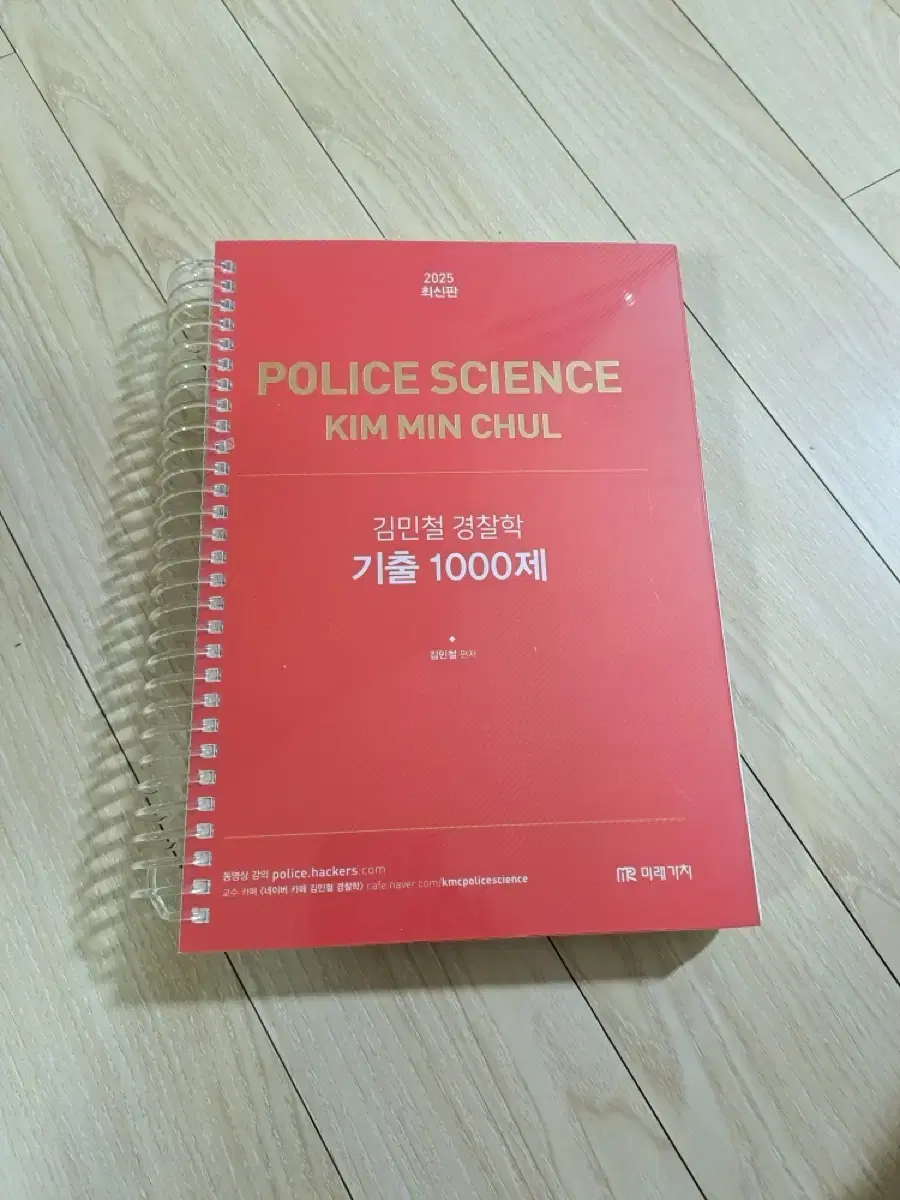 2025
최신판
POLICE SCIENCE
KIM MIN CHUL
김민철 경찰학
기출 1000제
김민철 편저
동영상 강의 police.hackers.com
교수 카페 <네이버 카페 김민철 경찰학> cafe.naver.com/kmcpolicescience
미래가치